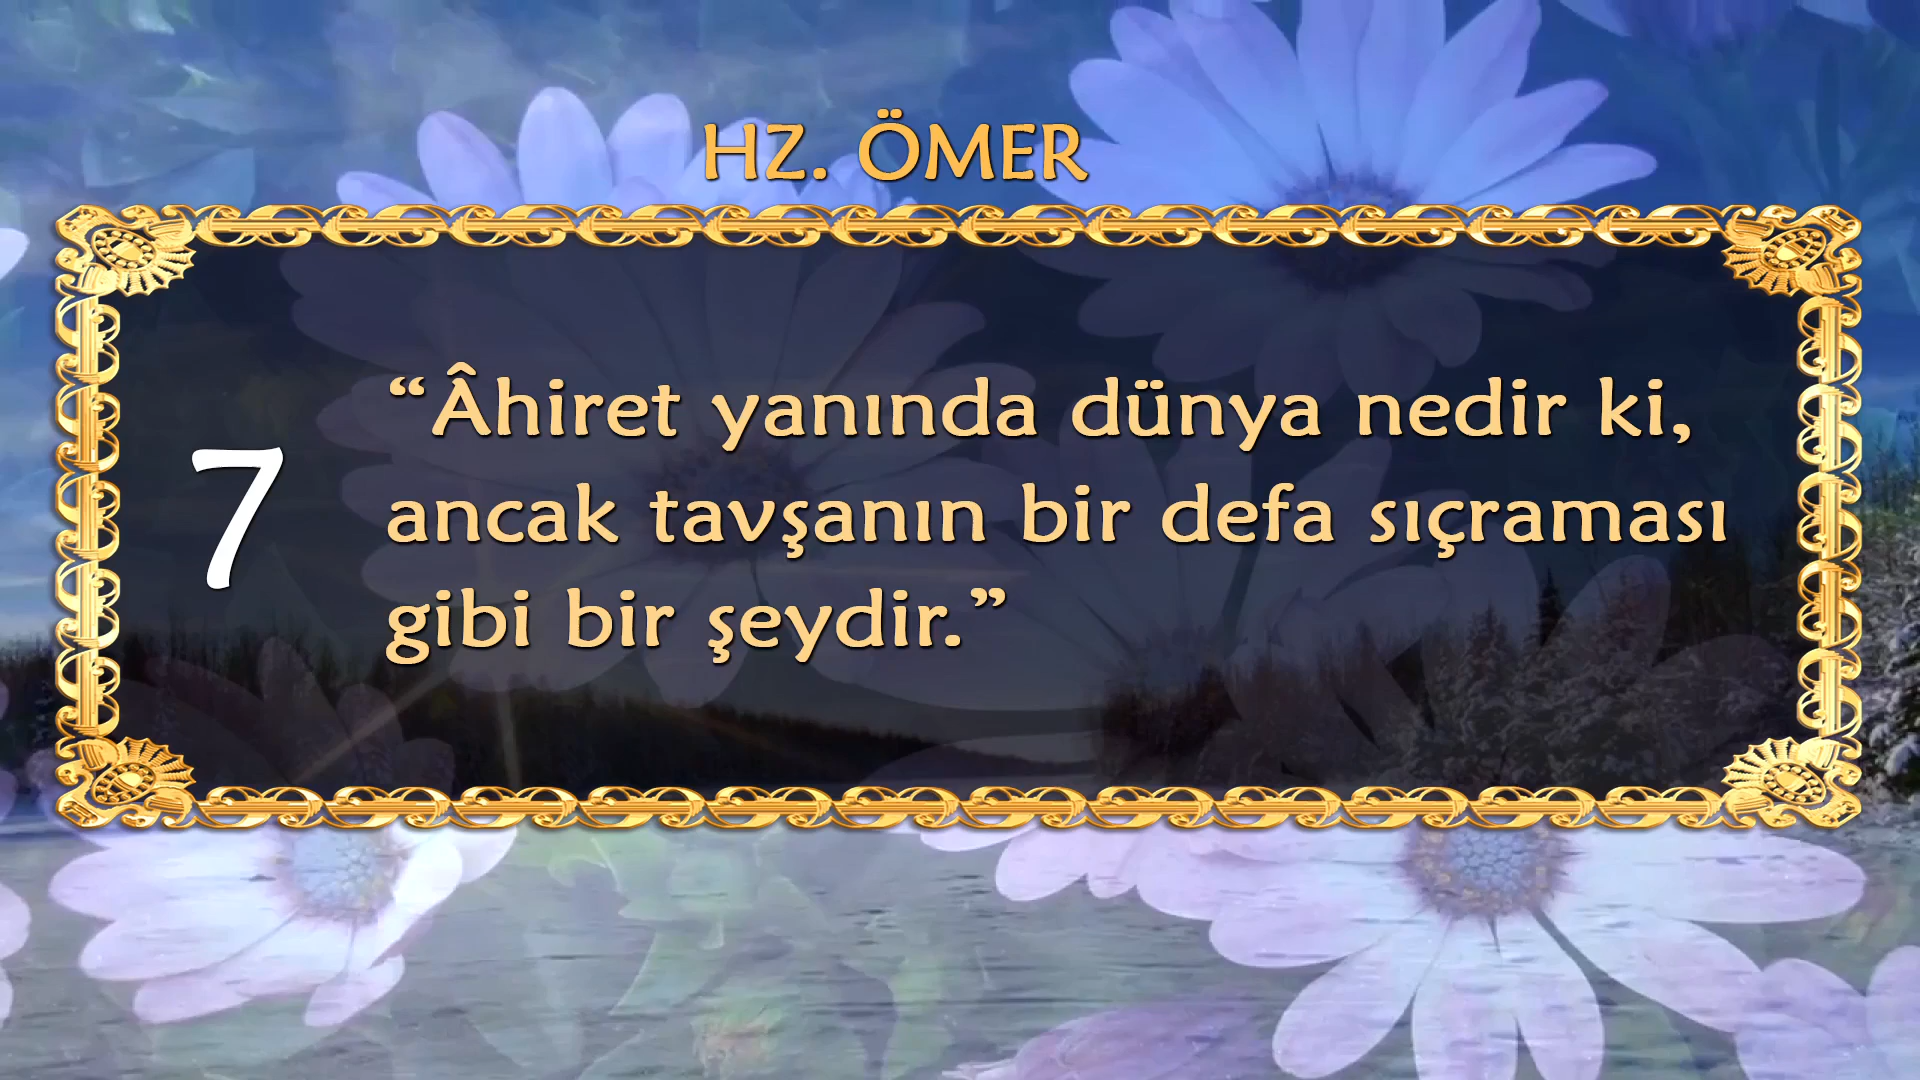 HZ. ÖMER
7
“Âhiret yanında dünya nedir ki,
ancak tavşanın bir defa sıçraması
gibi bir şeydir.”